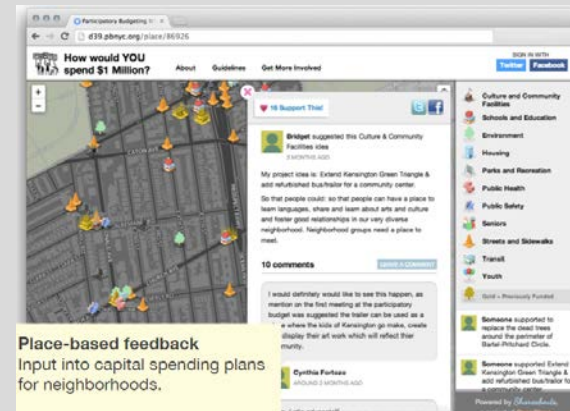 Participatory Budgeting
d39.pbnyc.org/place/86926
How would YOU
spend $1 Million?
About
Guidelines
Get More Involved
SIGN IN WITH
Twitter
Facebook
+
-
16 Support This!
Bridget suggested this Culture & Community
Facilities idea
3 MONTHS AGO
My project idea is: Extend Kensington Green Triangle &
add refurbished bus/trailer for a community center.
So that people could: so that people can have a place to
learn languages, share and learn about arts and culture
and foster good relationships in our very diverse
neighborhood. Neighborhood groups need a place to
meet.
10 comments
LEAVE A COMMENT
I would definitely would like to see this happen, as
mention on the first meeting at the participatory
budget was suggested the trailer can be used as a
where the kids of Kensington go make, create
display their art work which will reflect thier
Cynthia
AROUND 2 MONTHS AGO
Culture and Community
Facilities
Schools and Education
Environment
Housing
Parks and Recreation
Public Health
Public Safety
Seniors
Streets and Sidewalks
Transit
Youth
Gold = Previously Funded
Someone supported to
replace the dead trees
around the perimeter of
Bartel-Pritchard Circle.
Someone supported Extend
Kensington Green Triangle &
add refurbished bus/trailer for
a community center
Powered by Shareabouts
Place-based feedback
Input into capital spending plans
for neighborhoods.